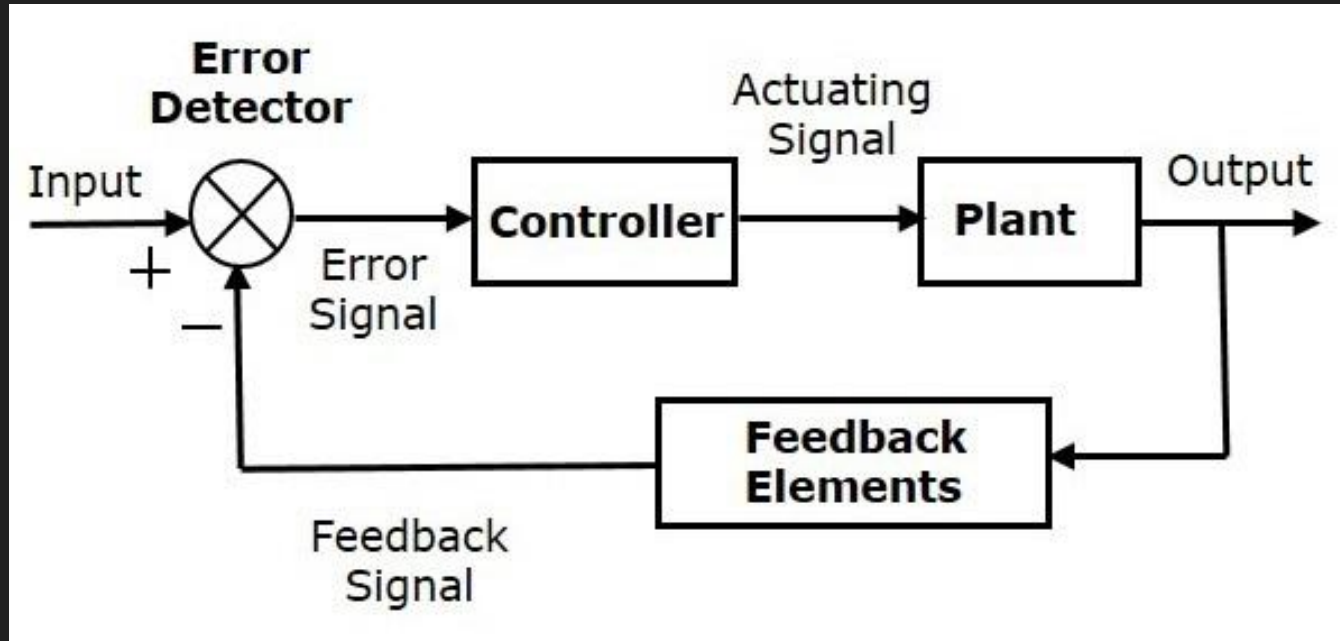 Error
Detector
Input
+
−
Error
Signal
Controller
Actuating
Signal
Plant
Output
Feedback
Elements
Feedback
Signal